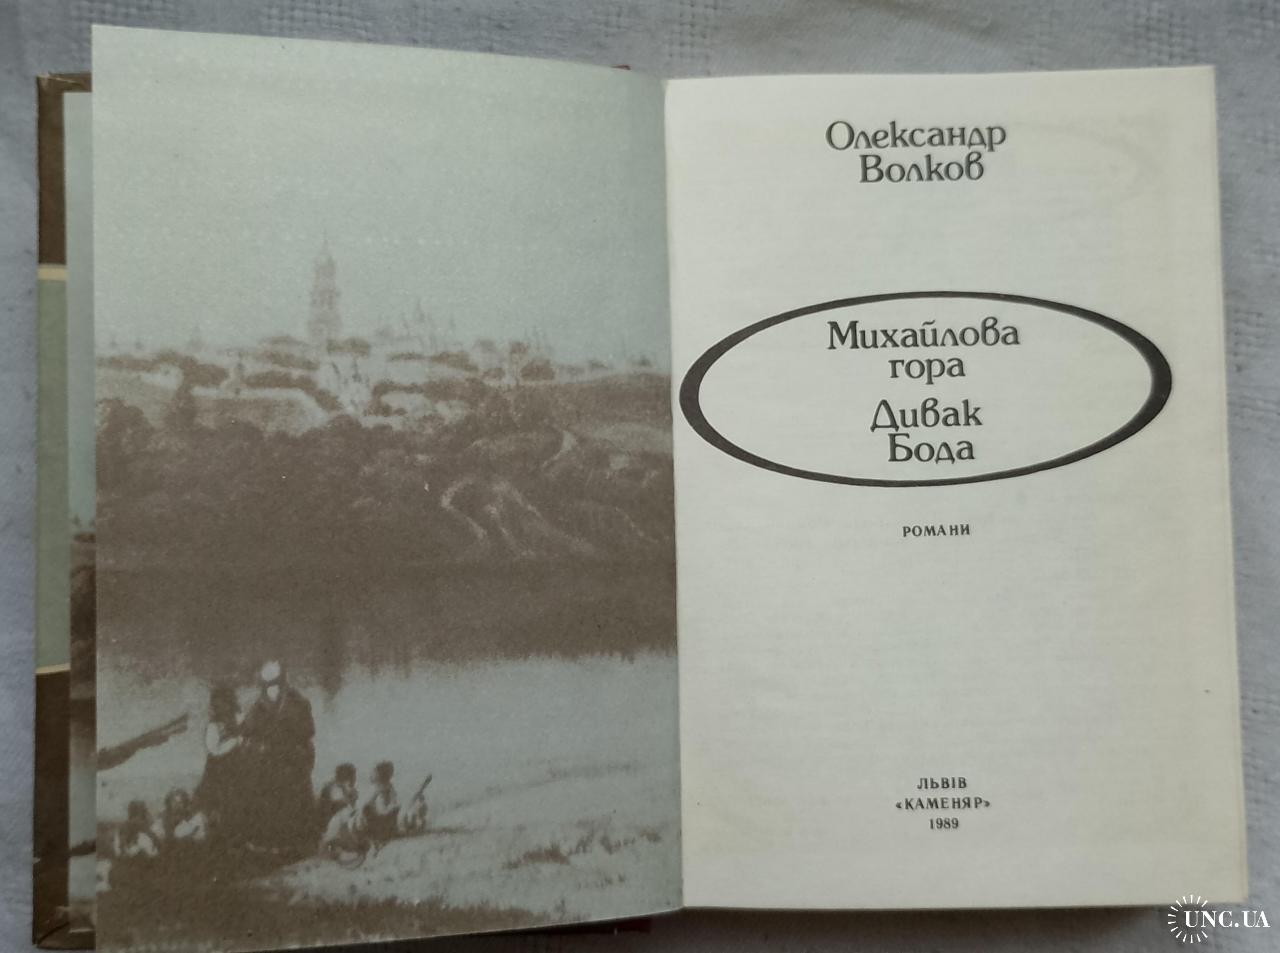 Олександр
Волков
Михайлова
гора
Дивак
Бода
РОМАНИ
ЛЬВІВ
«КАМЕНЯР»
1989
UNC.UA